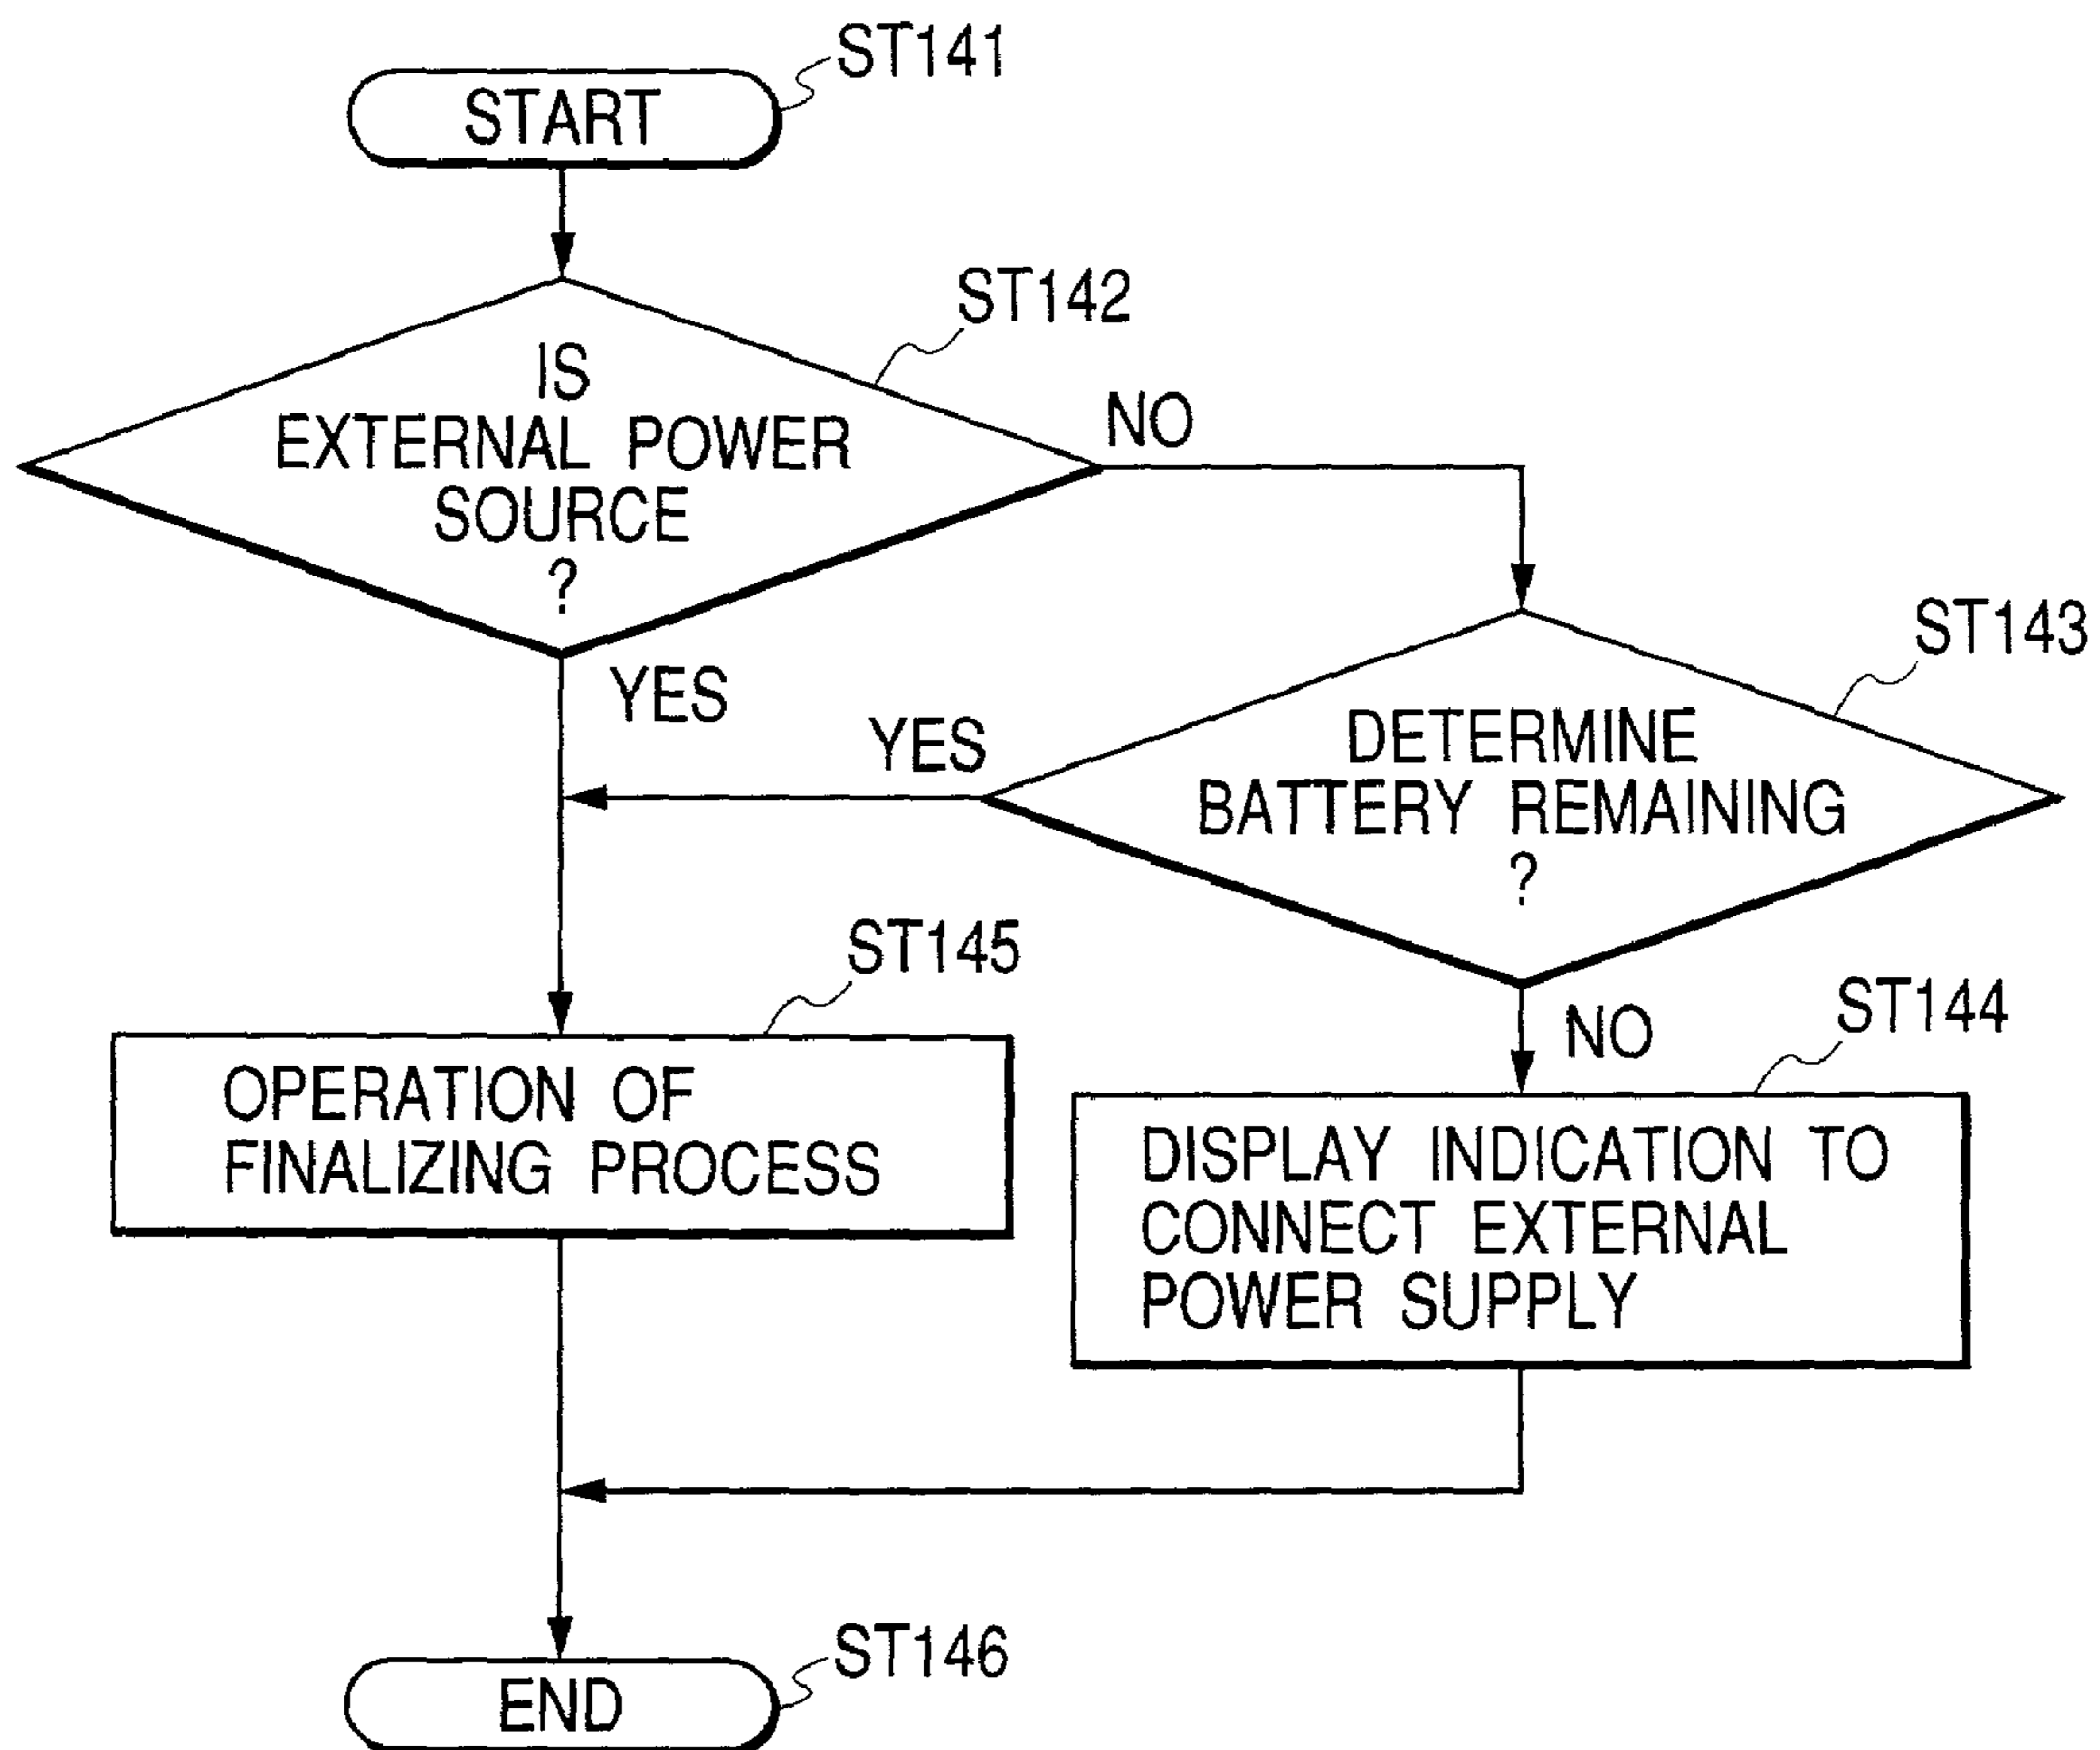 ST141
START
ST142
IS
EXTERNAL POWER
SOURCE
?
NO
YES
ST143
DETERMINE
BATTERY REMAINING
?
YES
NO
ST145
OPERATION OF
FINALIZING PROCESS
ST144
DISPLAY INDICATION TO
CONNECT EXTERNAL
POWER SUPPLY
ST146
END